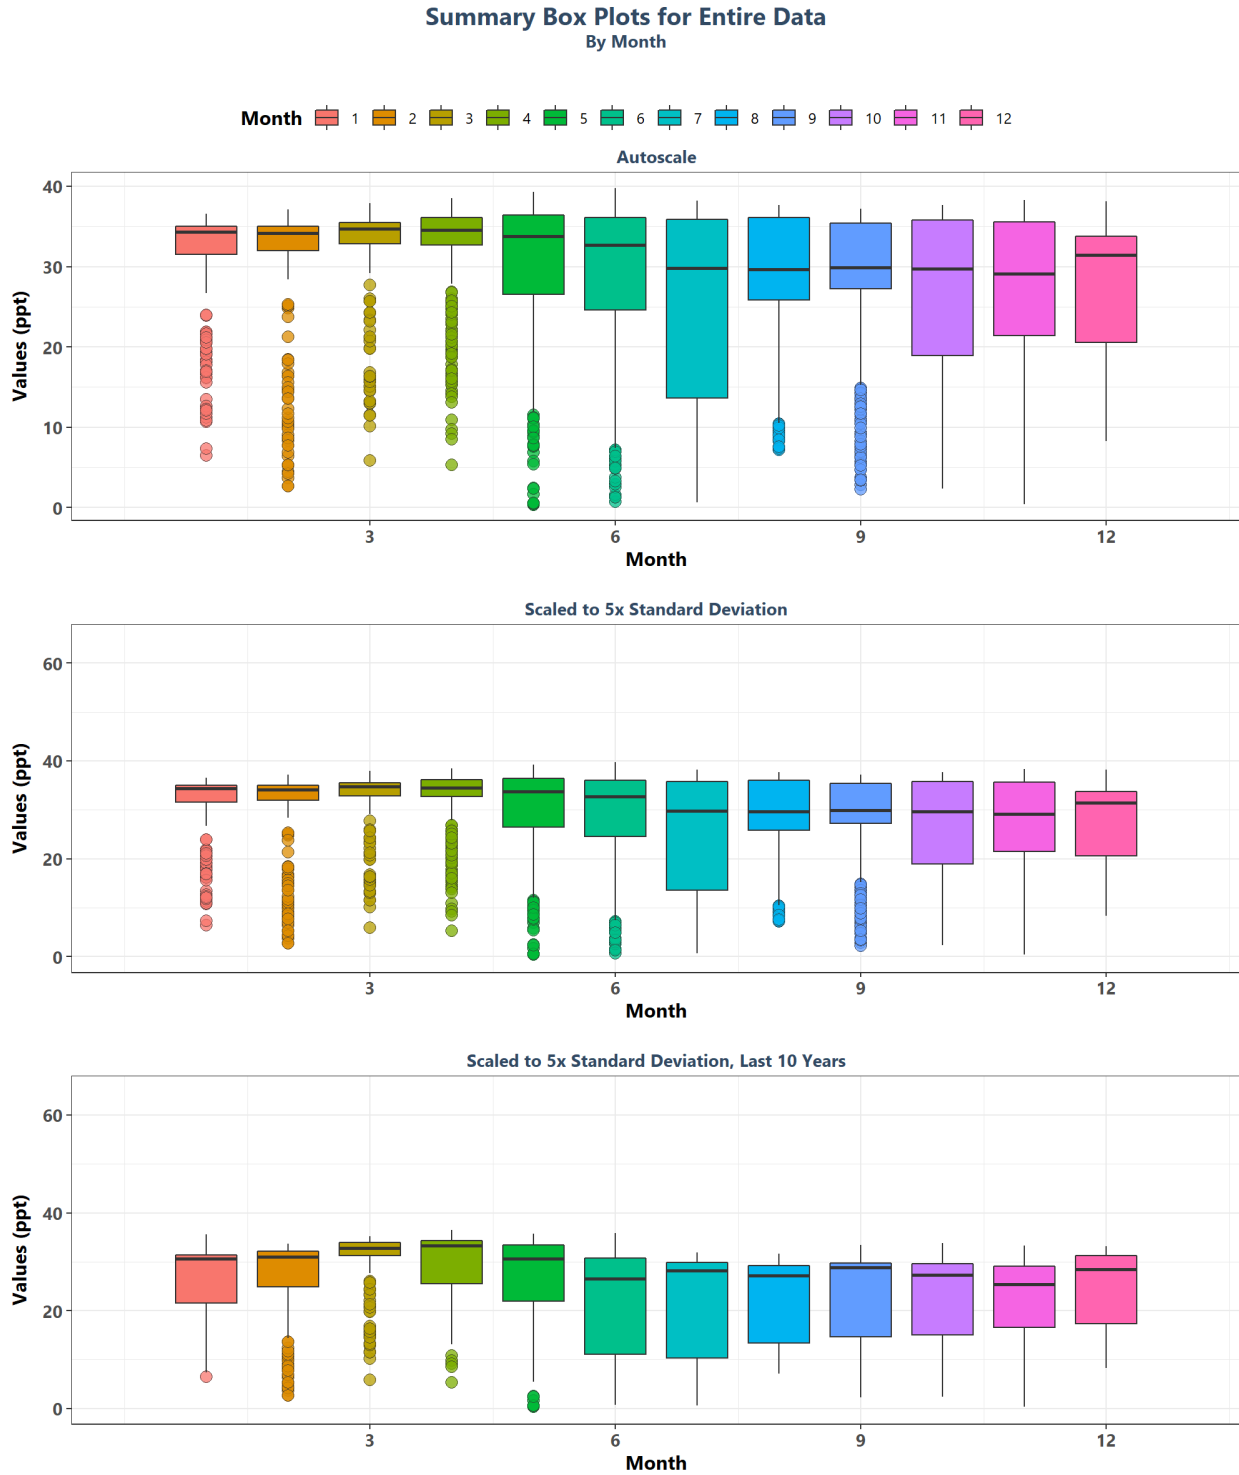 Summary Box Plots for Entire Data
By Month
Month 1 2 3 4 5 6 7 8 9 10 11 12
Autoscale
Values (ppt)
40
30
20
10
0
3 6 9 12
Month
Scaled to 5x Standard Deviation
Values (ppt)
60
40
20
0
3 6 9 12
Month
Scaled to 5x Standard Deviation, Last 10 Years
Values (ppt)
60
40
20
0
3 6 9 12
Month